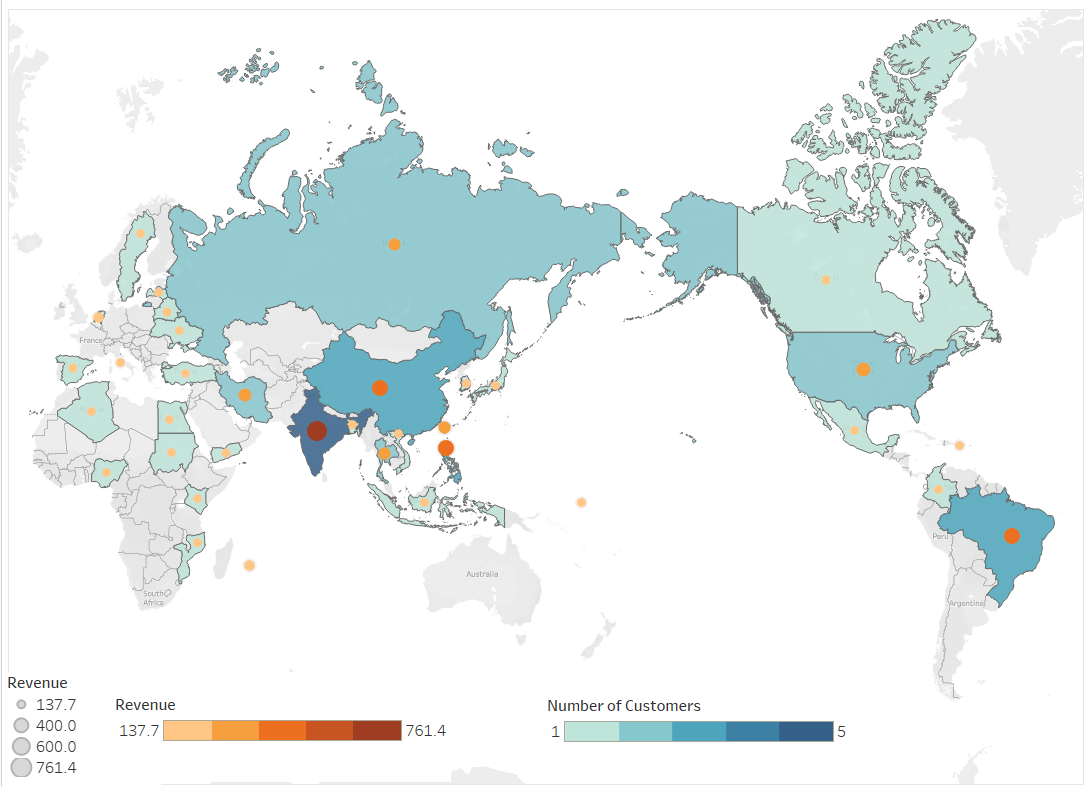 France
Australia
Peru
South
Africa
Argentina
Revenue
137.7
400.0
600.0
761.4
Revenue
137.7
761.4
Number of Customers
1
5